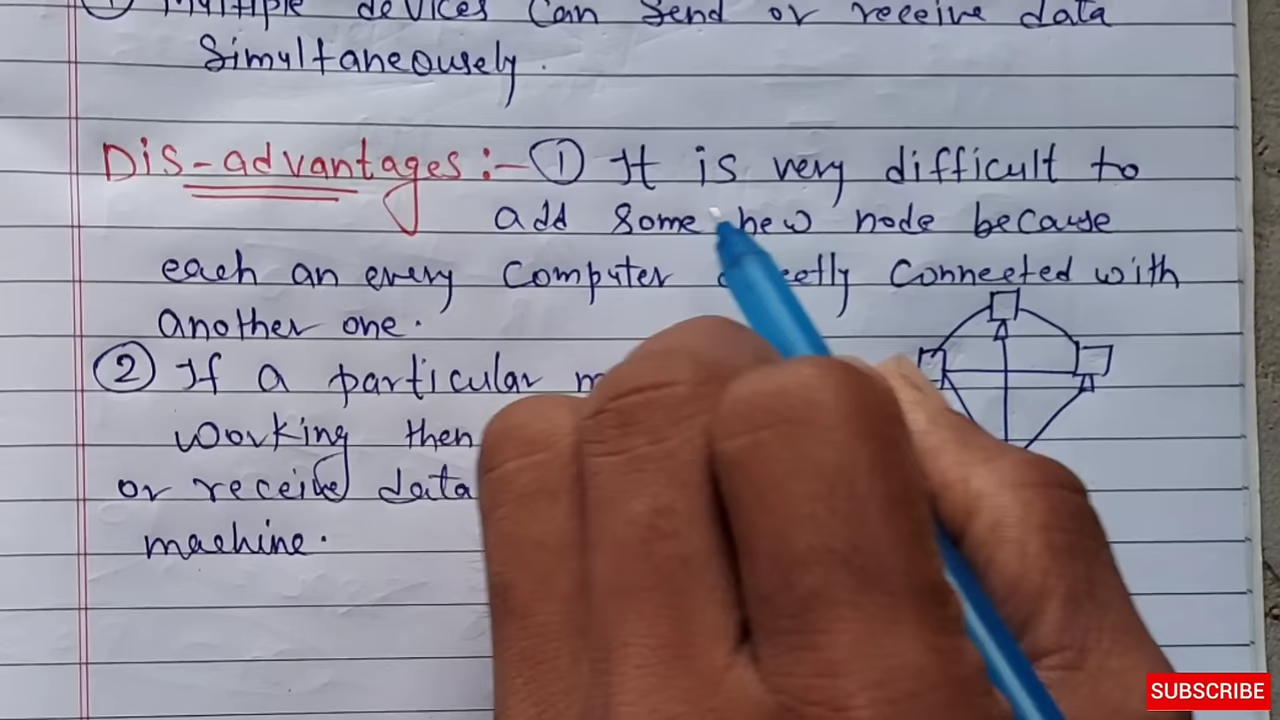 ① Multiple devices can send or receive data
Simultaneously.
Dis-advantages :- ① It is very difficult to
add some new node because
each an every computer directly connected with
another one.
② If a particular
working then
or receive data
machine.
SUBSCRIBE